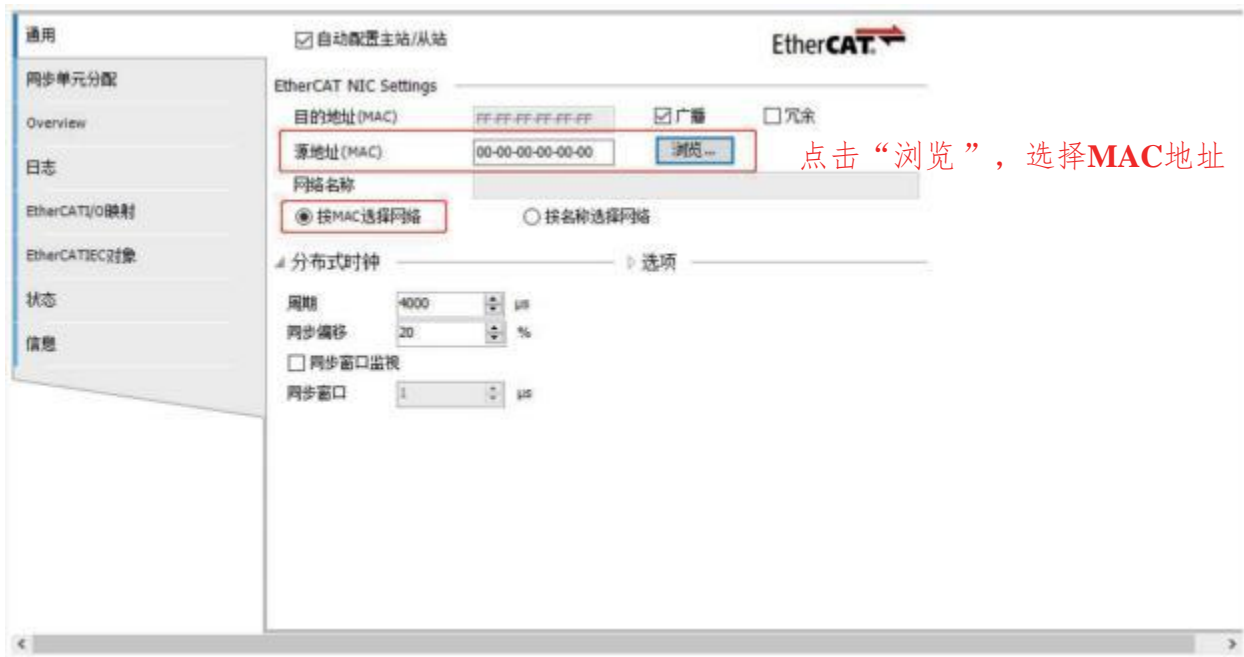 通用
同步单元分配
Overview
日志
EtherCATI/O映射
EtherCATIEC对象
状态
信息
自动配置主站/从站
EtherCAT
EtherCAT NIC Settings
目的地址(MAC) FF-FF-FF-FF-FF-FF 广播 冗余
源地址(MAC) 00-00-00-00-00-00 浏览... 点击“浏览”，选择MAC地址
网络名称
按MAC选择网络 按名称选择网络
分布式时钟 选项
周期 4000 µs
同步偏移 20 %
同步窗口监视
同步窗口 1 µs